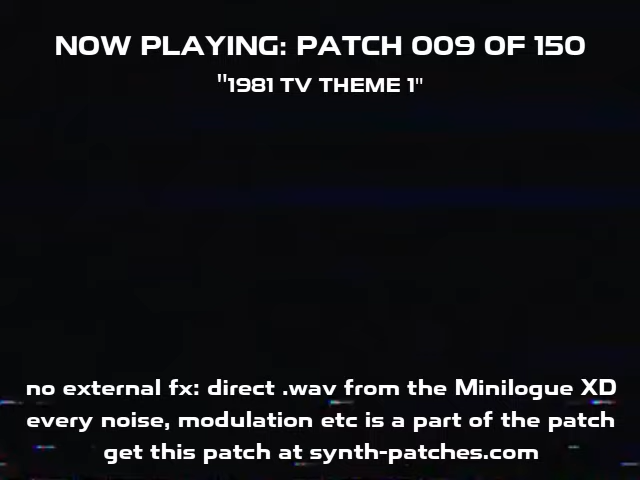 NOW PLAYING: PATCH 009 OF 150
"1981 TV THEME 1"
no external fx: direct .wav from the Minilogue XD
every noise, modulation etc is a part of the patch
get this patch at synth-patches.com